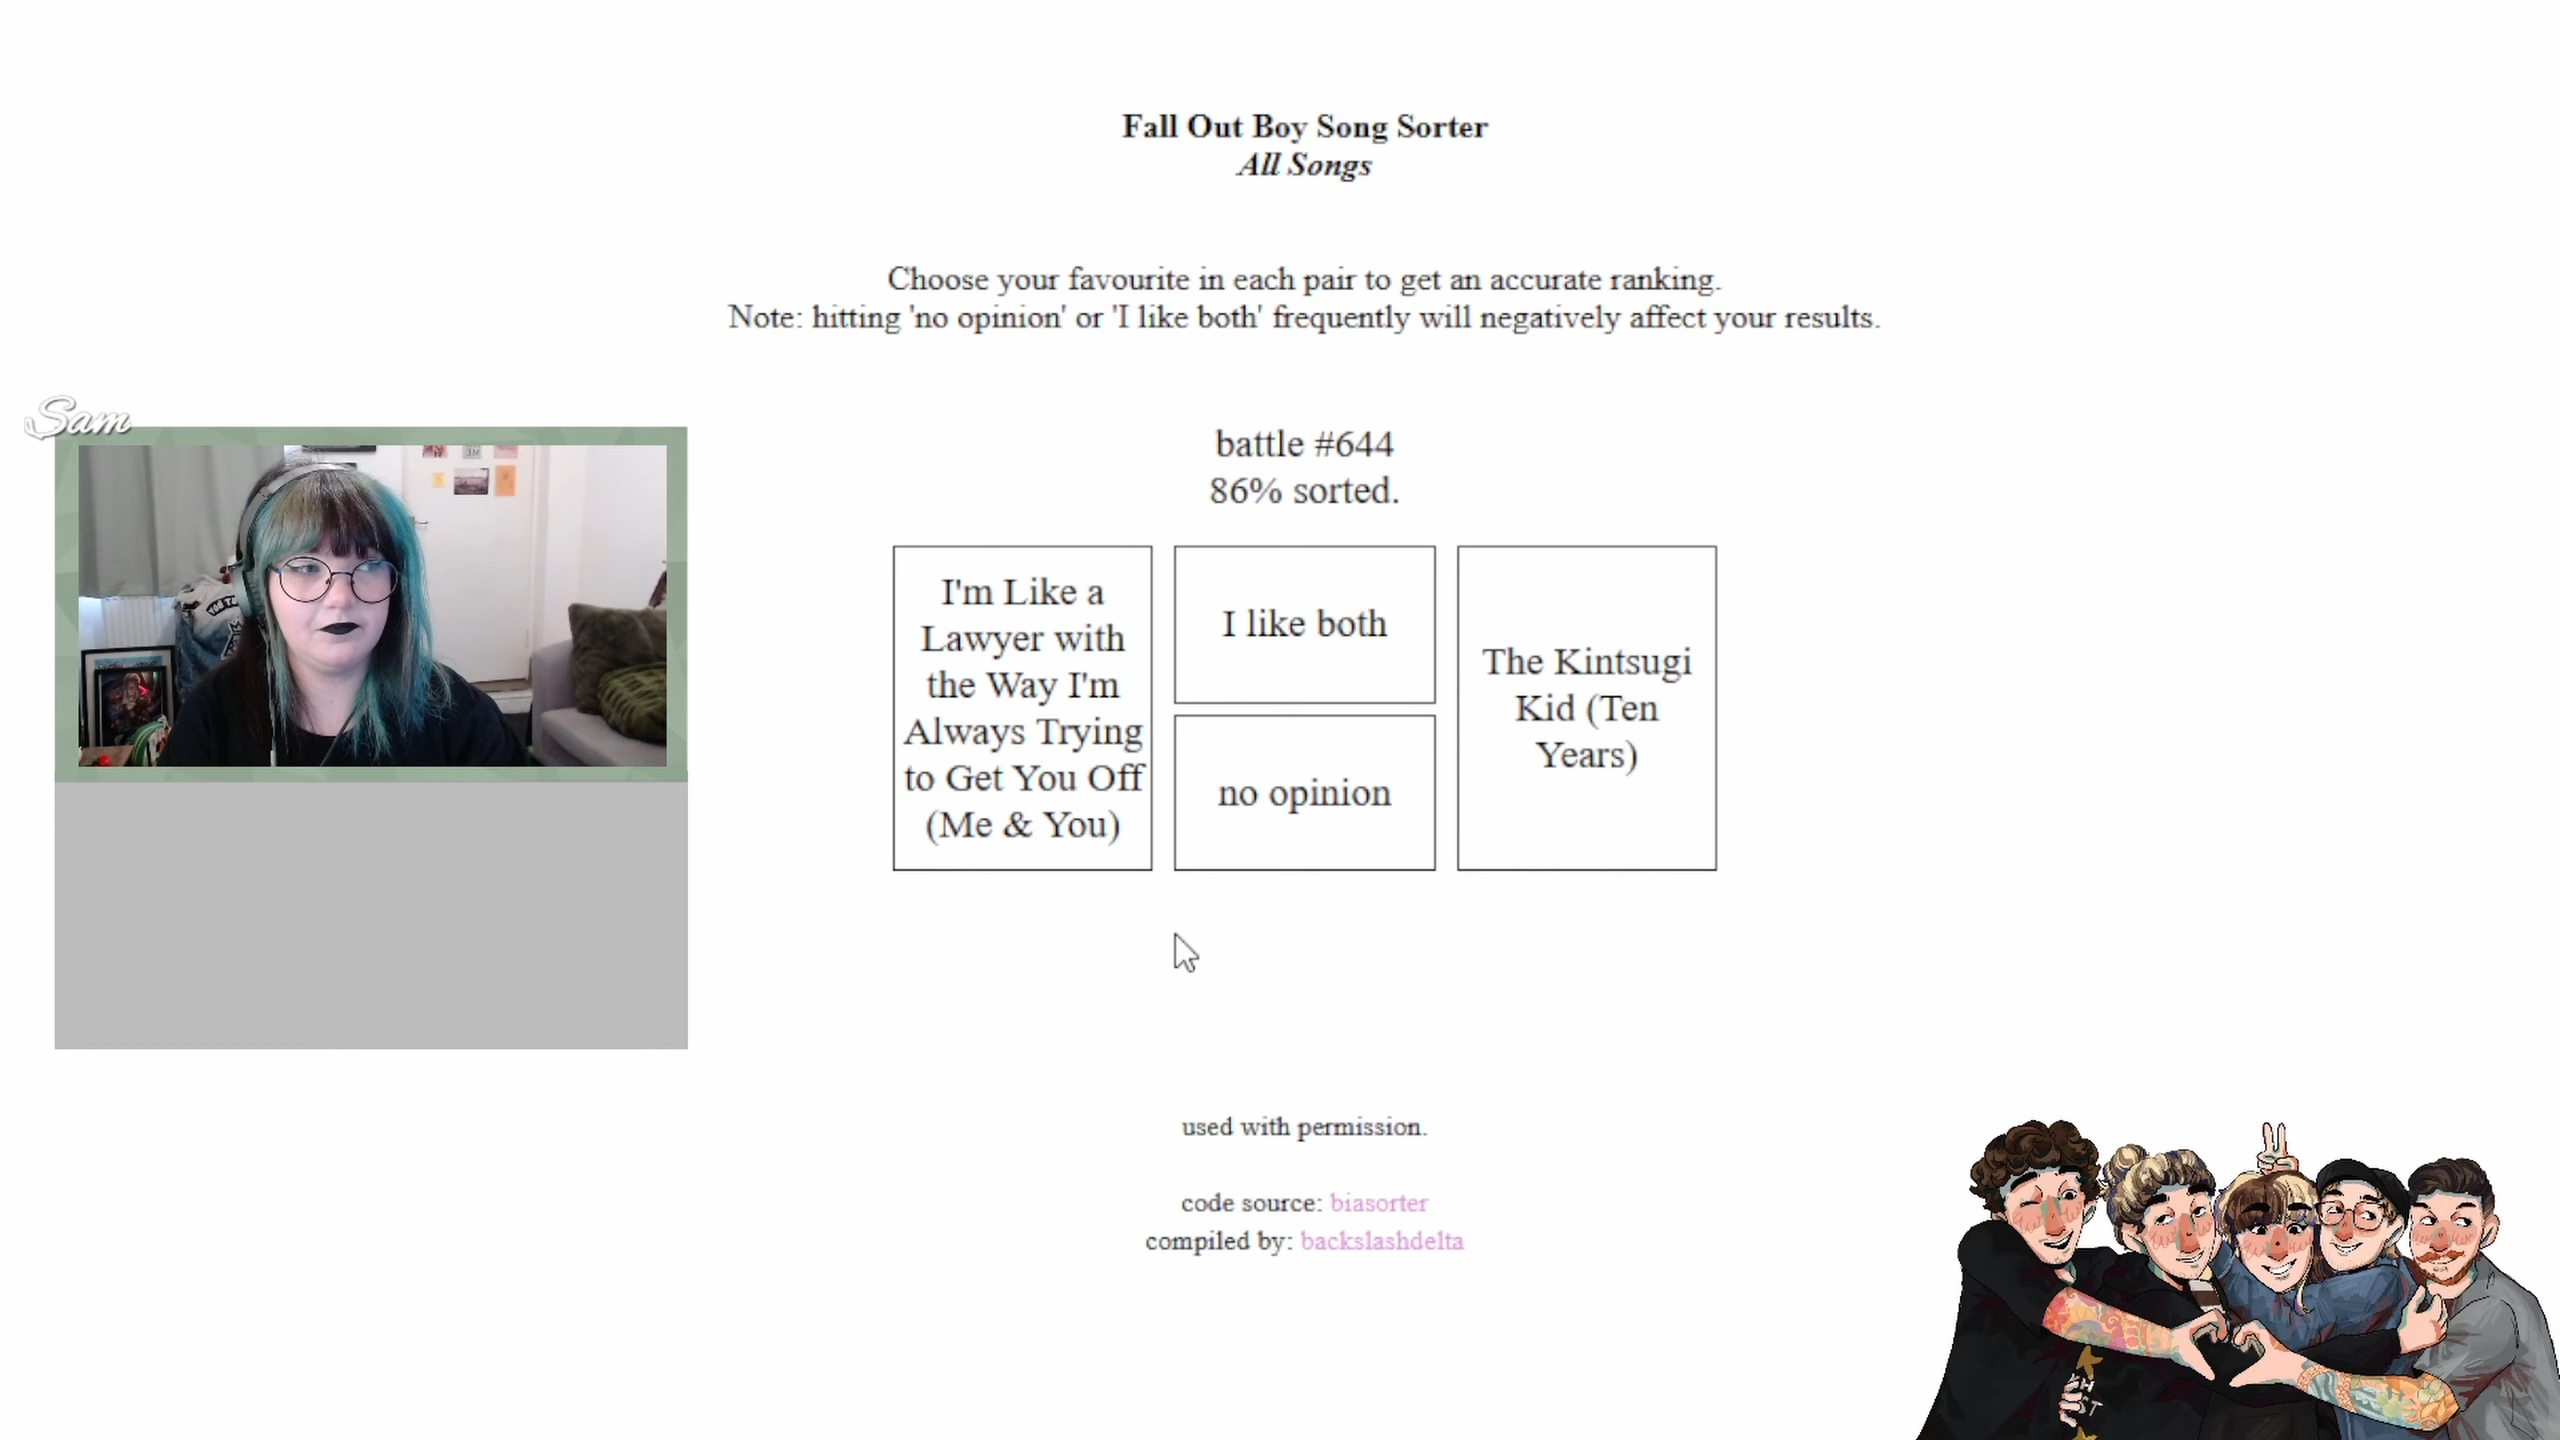 Fall Out Boy Song Sorter
All Songs
Choose your favourite in each pair to get an accurate ranking.
Note: hitting 'no opinion' or 'I like both' frequently will negatively affect your results.
Sam
battle #644
86% sorted.
I'm Like a
Lawyer with
the Way I'm
Always Trying
to Get You Off
(Me & You)
I like both
no opinion
The Kintsugi
Kid (Ten
Years)
used with permission.
code source: biasorter
compiled by: backslashdelta